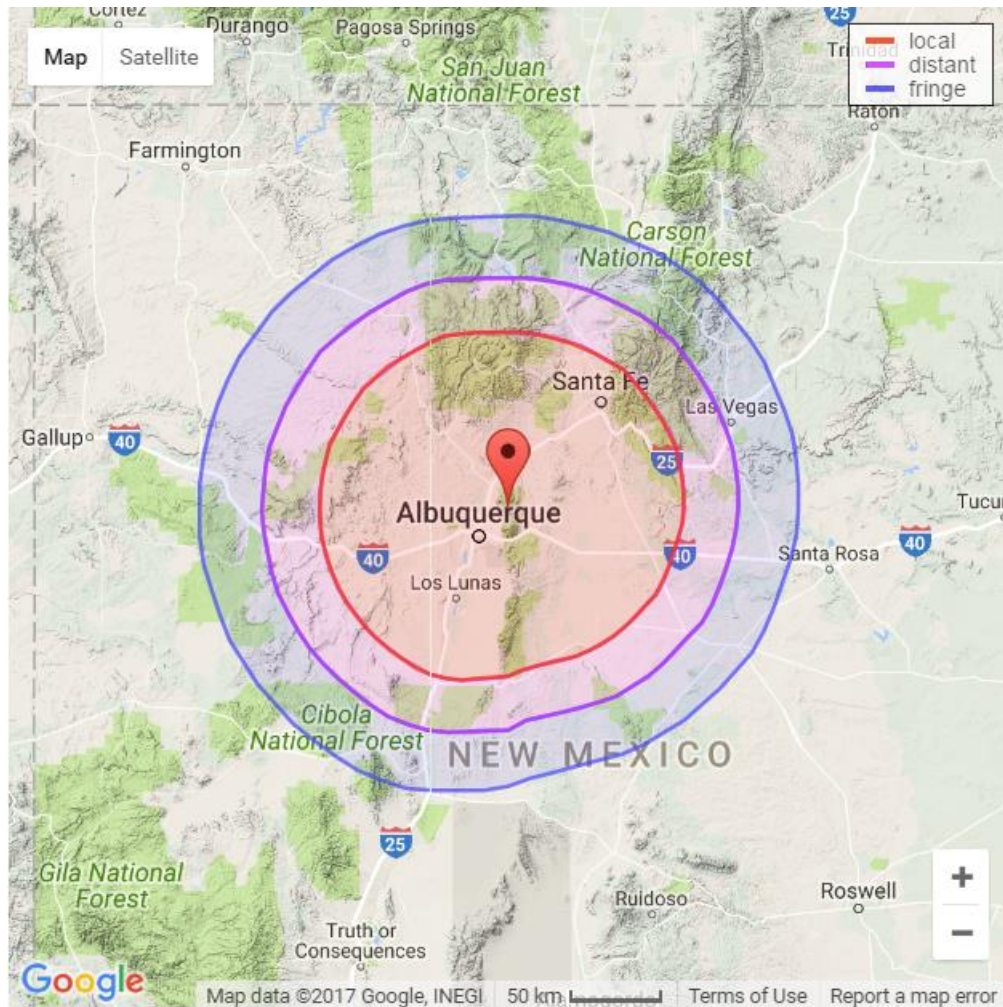 Cortez
Durango
Pagosa Springs
25
Map
Satellite
local
distant
fringe
San Juan
National Forest
Raton
Farmington
Carson
National Forest
Santa Fe
Las Vegas
Gallup
40
25
Albuquerque
40
40
40
Santa Rosa
Los Lunas
Cibola
National Forest
NEW MEXICO
25
Gila National
Forest
Ruidoso
Roswell
Truth or
Consequences
+
−
Google
Map data ©2017 Google, INEGI
50 km
Terms of Use
Report a map error